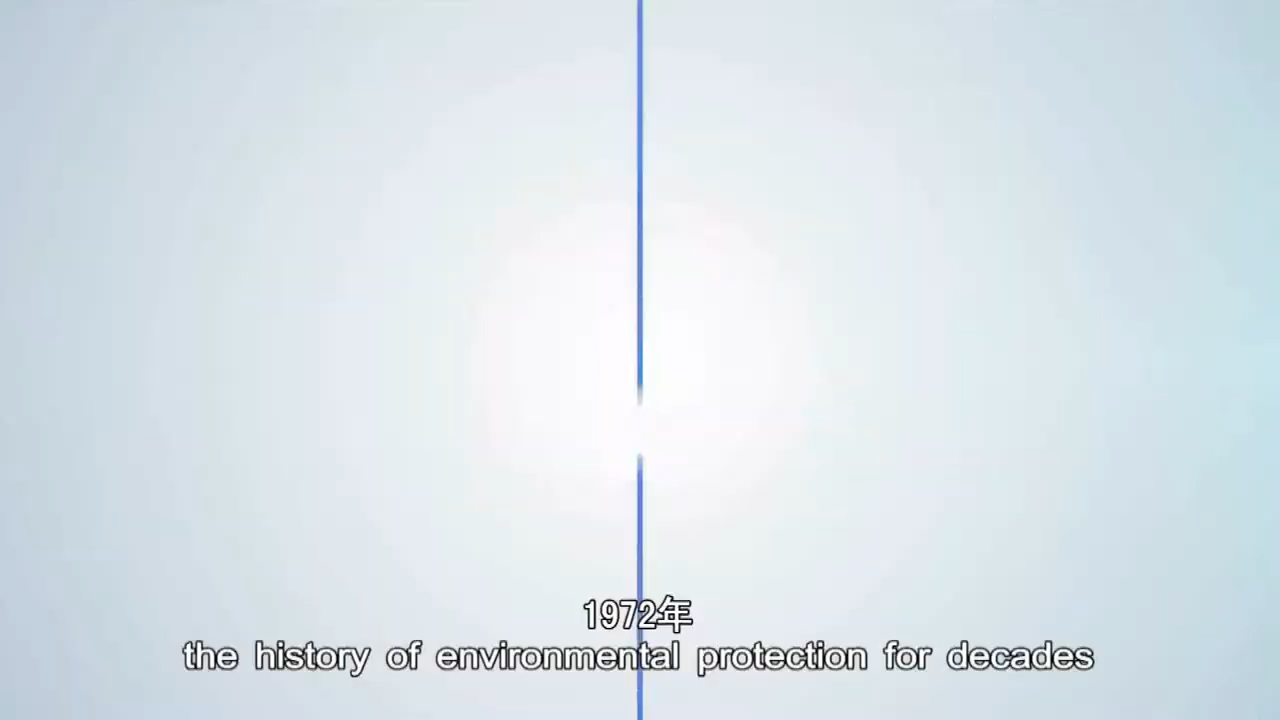 1972年
the history of environmental protection for decades